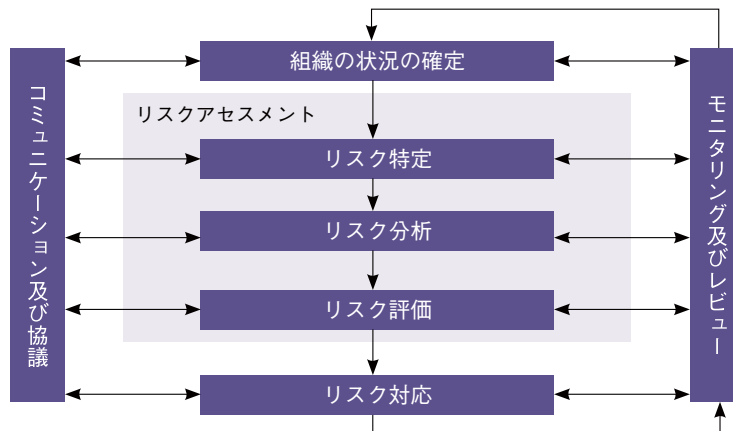 組織の状況の確定
コミュニケーション及び協議
モニタリング及びレビュー
リスクアセスメント
リスク特定
リスク分析
リスク評価
リスク対応